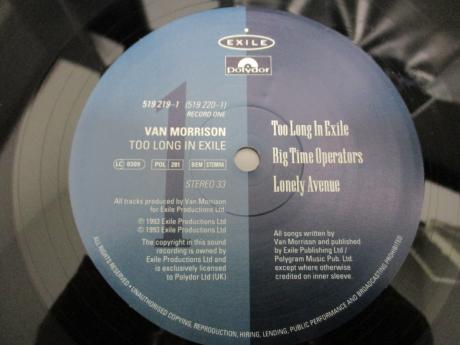 EXILE
Polydor
519 219-1 (519 220-1)
RECORD ONE
VAN MORRISON
TOO LONG IN EXILE
LC 0309 POL 281 BIEM STEMRA
STEREO 33
1
All tracks produced by Van Morrison
for Exile Productions Ltd
℗ 1993 Exile Productions Ltd
© 1993 Exile Productions Ltd
The copyright in this sound
recording is owned by
Exile Productions Ltd and
is exclusively licensed
to Polydor Ltd (UK)
Too Long In Exile
Big Time Operators
Lonely Avenue
All songs written by
Van Morrison and published
by Exile Publishing Ltd /
Polygram Music Pub. Ltd.
except where otherwise
credited on inner sleeve.
ALL RIGHTS RESERVED • UNAUTHORISED COPYING, REPRODUCTION, HIRING, LENDING, PUBLIC PERFORMANCE AND BROADCASTING PROHIBITED